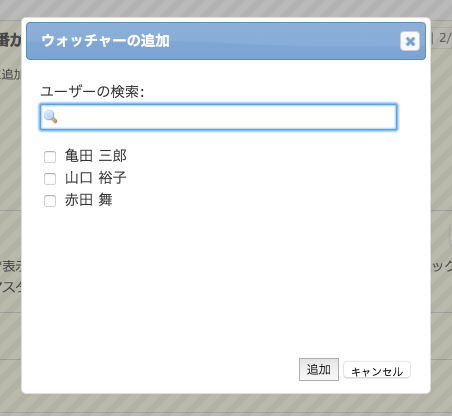 番か
ウォッチャーの追加
| 2/
追加
ユーザーの検索:
亀田 三郎
山口 裕子
赤田 舞
表示
ック
スタ
追加
キャンセル